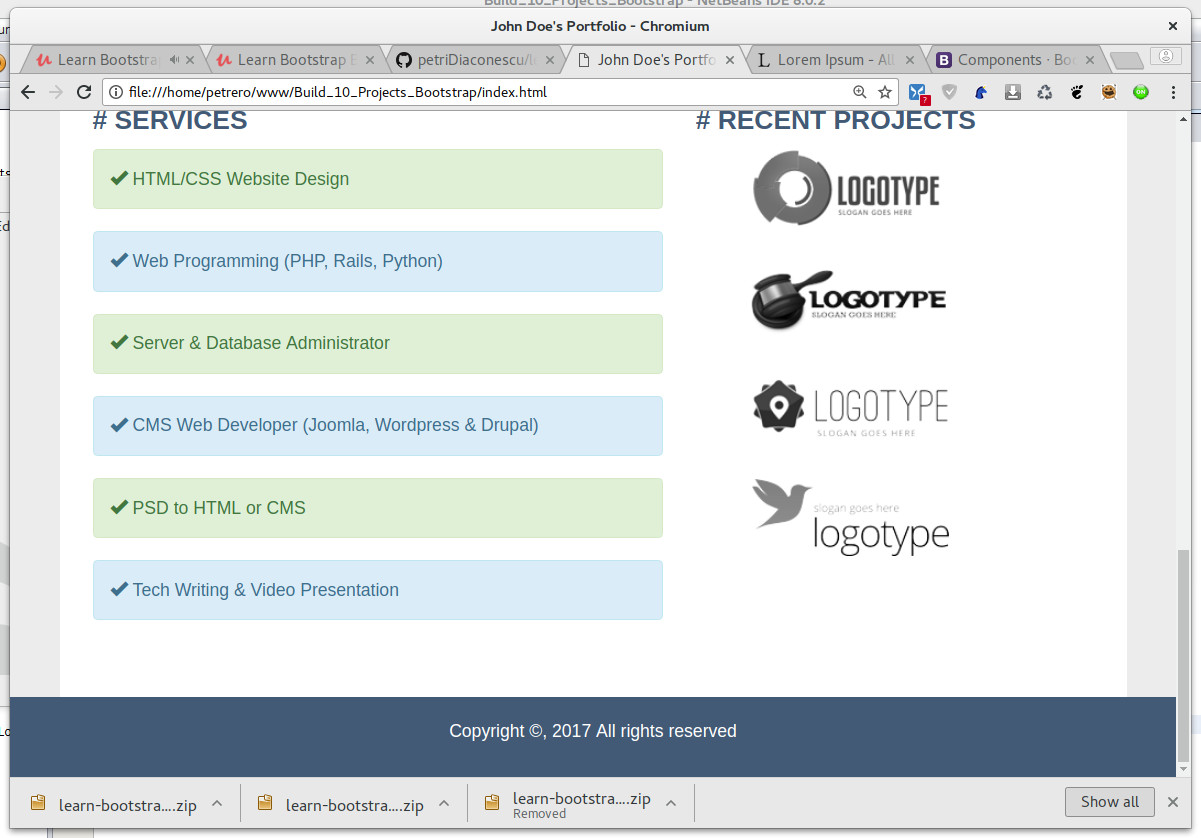 Build_10_Projects_Bootstrap - NetBeans IDE 8.0.2
John Doe's Portfolio - Chromium
Learn Bootstra
Learn Bootstrap
petriDiaconescu/
John Doe's Portfo
Lorem Ipsum - All
Components · Boo
file:///home/petrero/www/Build_10_Projects_Bootstrap/index.html
# SERVICES
# RECENT PROJECTS
HTML/CSS Website Design
LOGOTYPE
SLOGAN GOES HERE
Web Programming (PHP, Rails, Python)
LOGOTYPE
SLOGAN GOES HERE
Server & Database Administrator
LOGOTYPE
SLOGAN GOES HERE
CMS Web Developer (Joomla, Wordpress & Drupal)
PSD to HTML or CMS
slogan goes here
logotype
Tech Writing & Video Presentation
Copyright ©, 2017 All rights reserved
learn-bootstra....zip
learn-bootstra....zip
learn-bootstra....zip
Removed
Show all